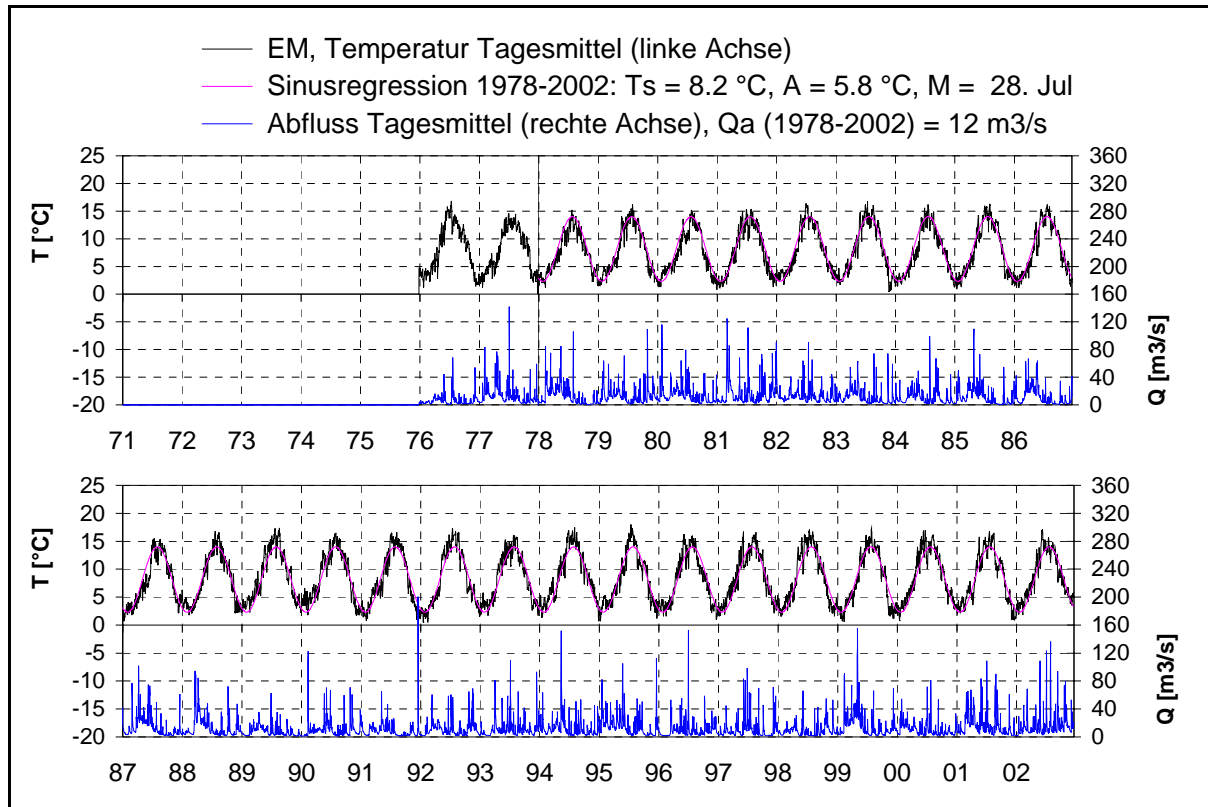 EM, Temperatur Tagesmittel (linke Achse)
Sinusregression 1978-2002: Ts = 8.2 °C, A = 5.8 °C, M =  28. Jul
Abfluss Tagesmittel (rechte Achse), Qa (1978-2002) = 12 m3/s
25 360
20 320
15 280
10 240
5 200
0 160
-5 120
-10 80
-15 40
-20 0
T [°C]
Q [m3/s]
71 72 73 74 75 76 77 78 79 80 81 82 83 84 85 86
25 360
20 320
15 280
10 240
5 200
0 160
-5 120
-10 80
-15 40
-20 0
T [°C]
Q [m3/s]
87 88 89 90 91 92 93 94 95 96 97 98 99 00 01 02